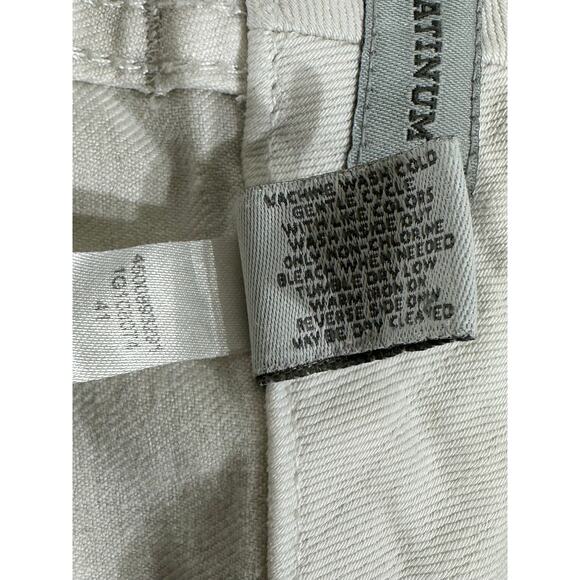 ATINUM
MACHINE WASH COLD
GENTLE CYCLE
WITH LIKE COLORS
WASH INSIDE OUT
ONLY NON-CHLORINE
BLEACH WHEN NEEDED
TUMBLE DRY LOW
WARM IRON ON
REVERSE SIDE ONLY
MAY BE DRY CLEANED
41